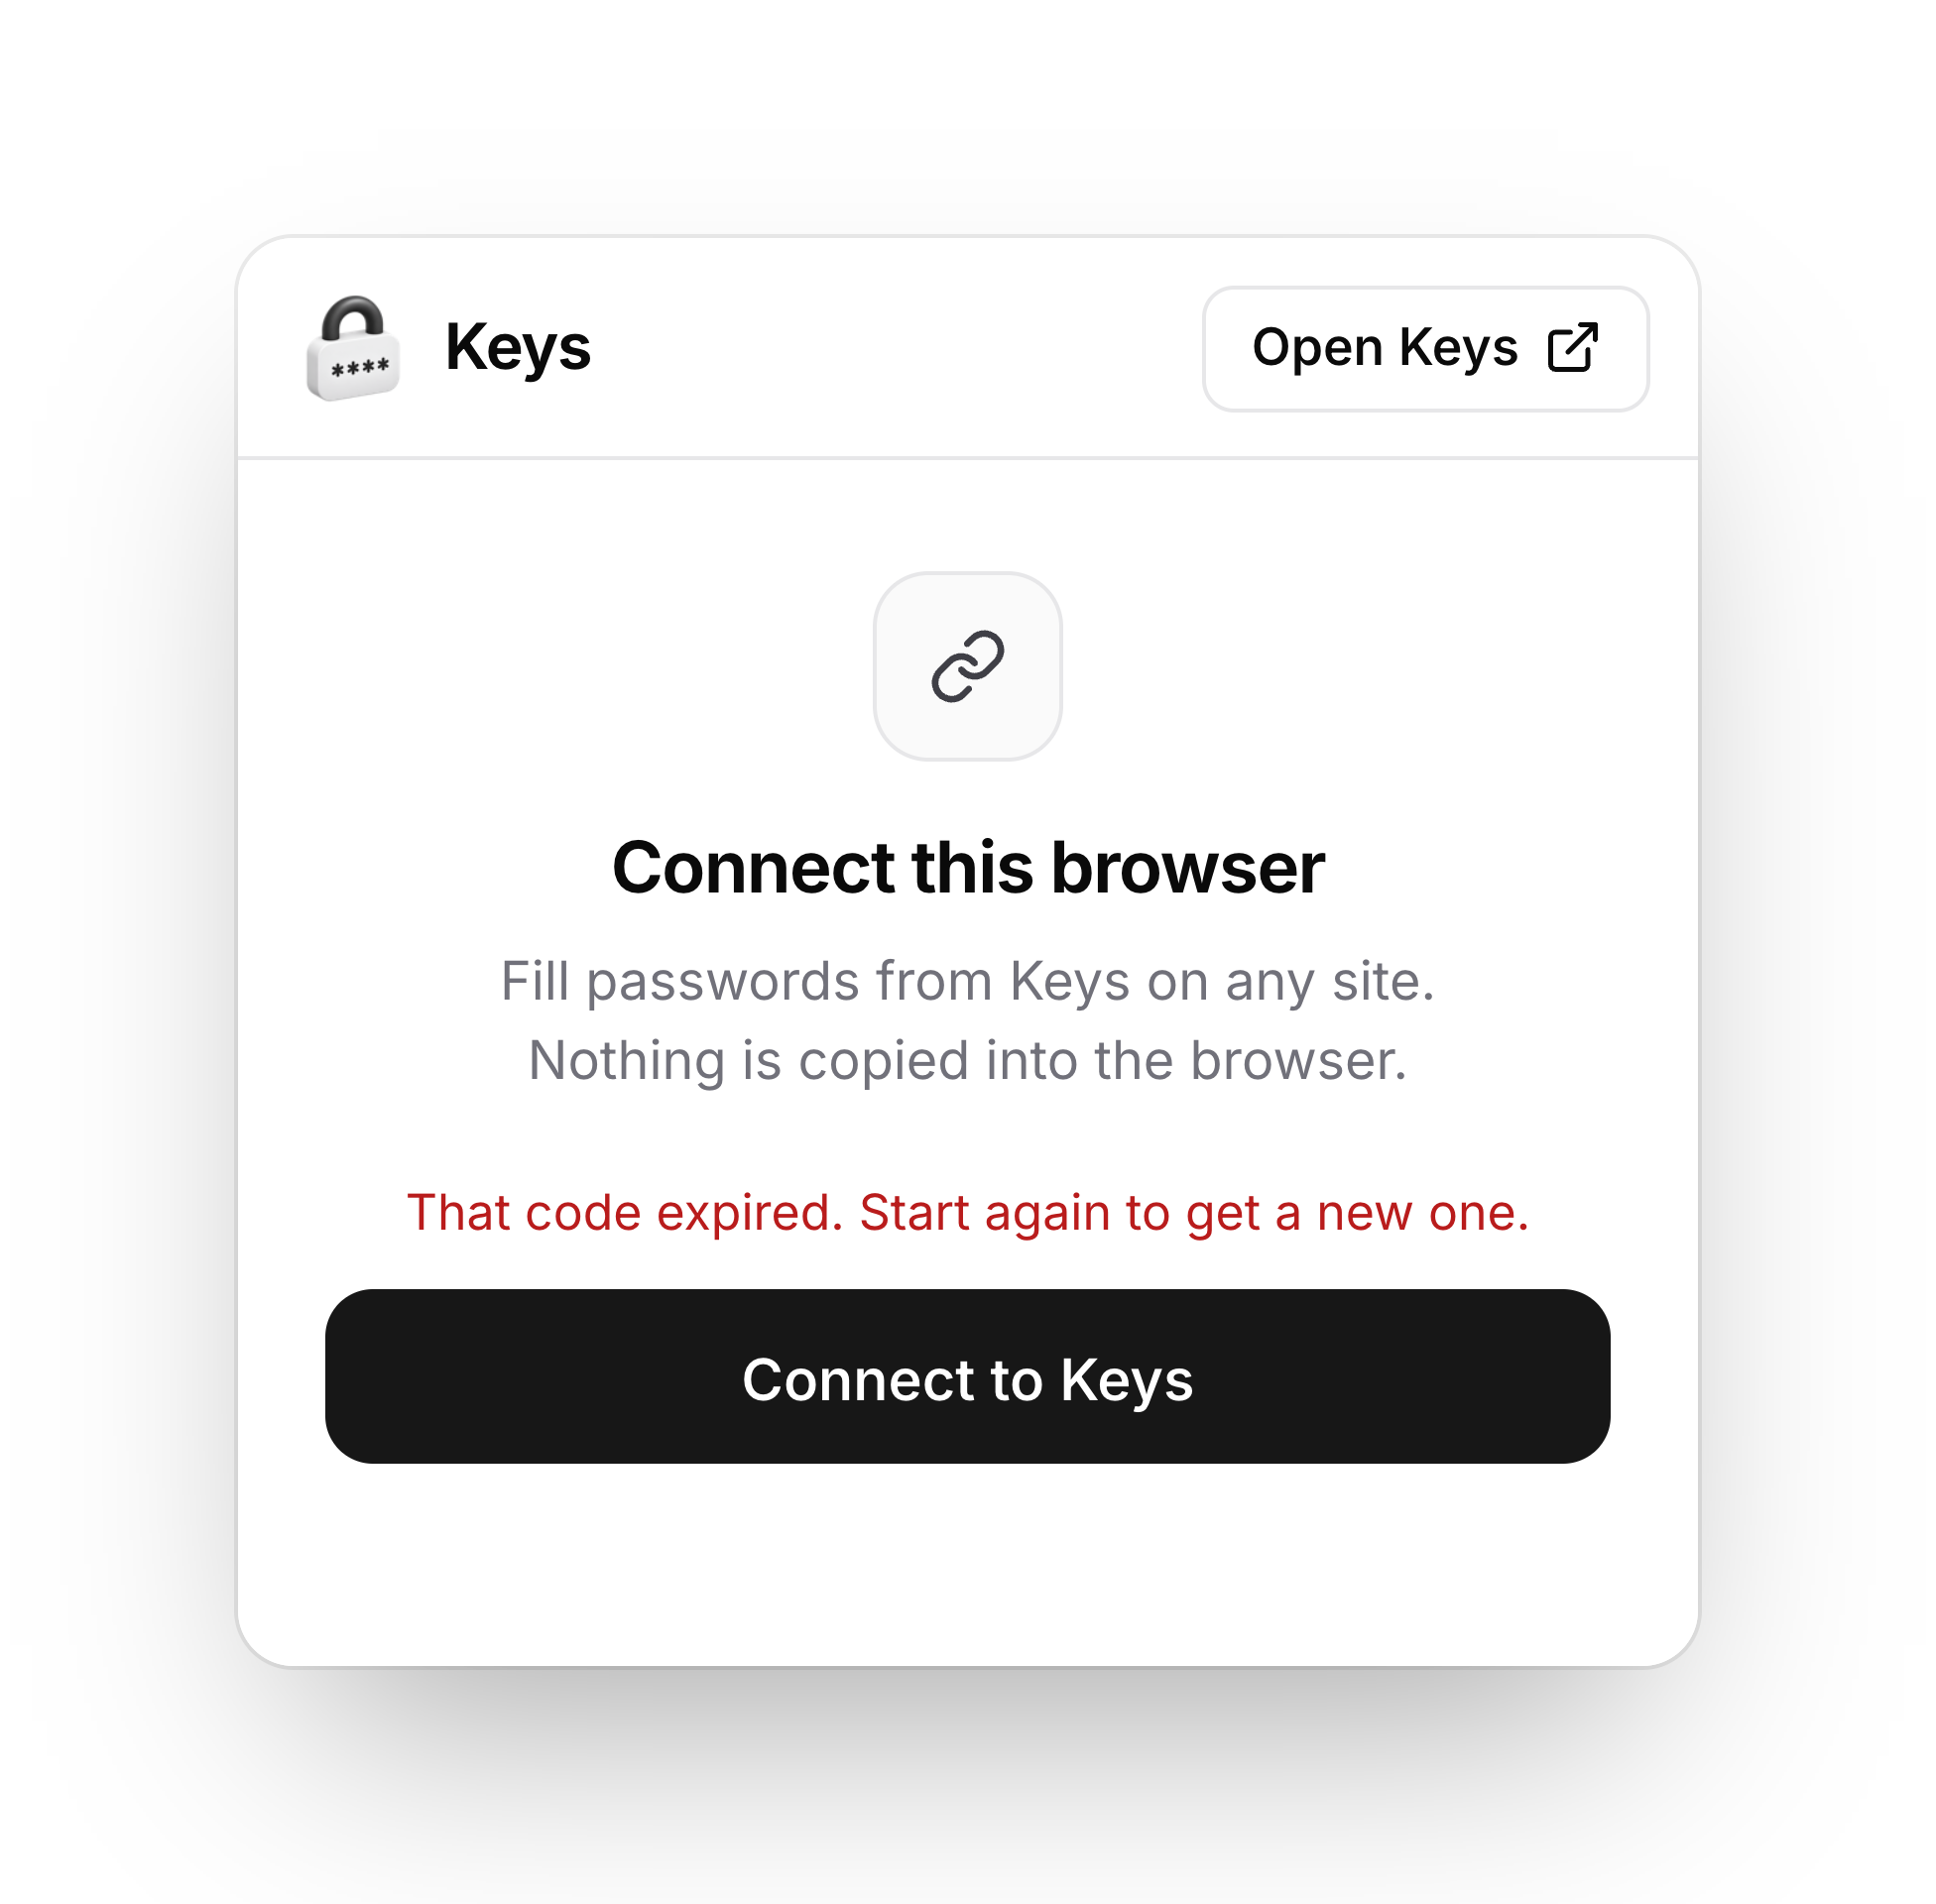 ****
Keys
Open Keys
Connect this browser
Fill passwords from Keys on any site.
Nothing is copied into the browser.
That code expired. Start again to get a new one.
Connect to Keys